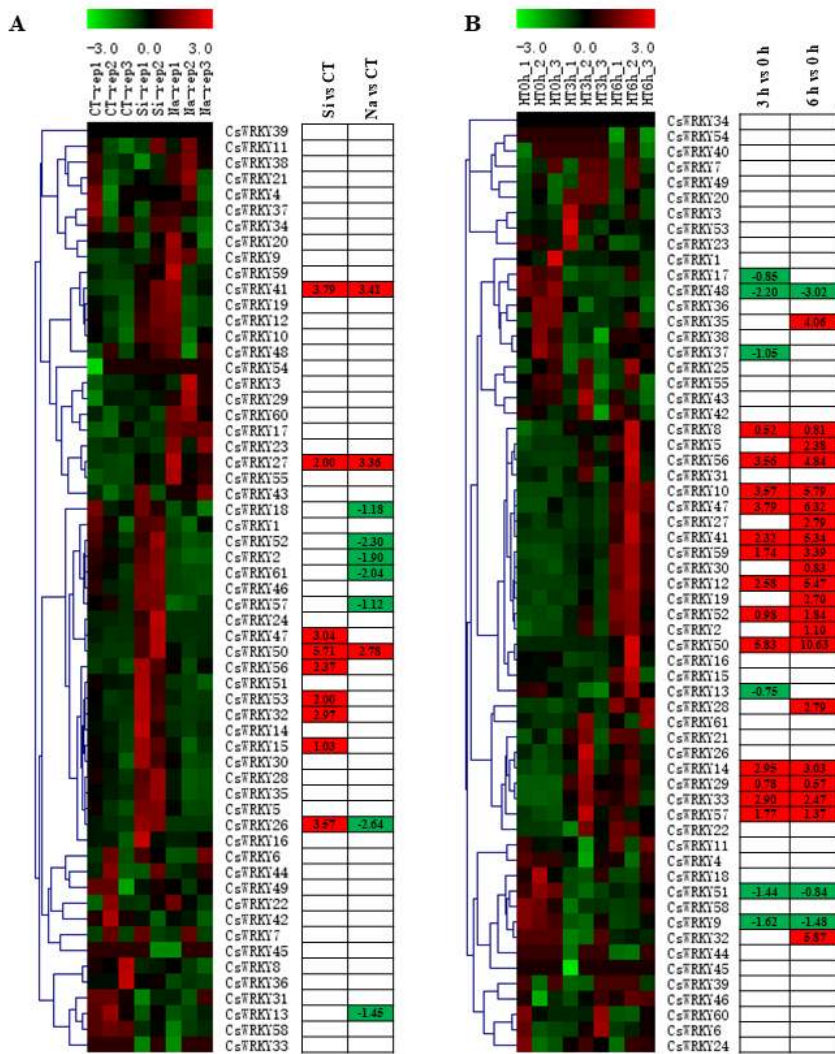 A
-3.0 0.0 3.0
CT-rep1
CT-rep2
CT-rep3
Si-rep1
Si-rep2
Na-rep1
Na-rep2
Na-rep3
Si vs CT
Na vs CT
CsWRKY39
CsWRKY11
CsWRKY38
CsWRKY21
CsWRKY4
CsWRKY37
CsWRKY34
CsWRKY20
CsWRKY9
CsWRKY59
CsWRKY41 3.79 3.41
CsWRKY19
CsWRKY12
CsWRKY10
CsWRKY48
CsWRKY54
CsWRKY3
CsWRKY29
CsWRKY60
CsWRKY17
CsWRKY23
CsWRKY27 2.00 3.36
CsWRKY55
CsWRKY43
CsWRKY18 -1.18
CsWRKY1
CsWRKY52 -2.30
CsWRKY2 -1.90
CsWRKY61 -2.04
CsWRKY46
CsWRKY57 -1.12
CsWRKY24
CsWRKY47 3.04
CsWRKY50 5.71 2.78
CsWRKY56 2.37
CsWRKY51
CsWRKY53 2.00
CsWRKY32 2.97
CsWRKY14
CsWRKY15 1.03
CsWRKY30
CsWRKY28
CsWRKY35
CsWRKY5
CsWRKY26 3.57 -2.64
CsWRKY16
CsWRKY6
CsWRKY44
CsWRKY49
CsWRKY22
CsWRKY42
CsWRKY7
CsWRKY45
CsWRKY8
CsWRKY36
CsWRKY31
CsWRKY13 -1.45
CsWRKY58
CsWRKY33
B
-3.0 0.0 3.0
HT0h_1
HT0h_2
HT0h_3
HT3h_1
HT3h_2
HT3h_3
HT6h_1
HT6h_2
HT6h_3
3 h vs 0 h
6 h vs 0 h
CsWRKY34
CsWRKY54
CsWRKY40
CsWRKY7
CsWRKY49
CsWRKY20
CsWRKY3
CsWRKY53
CsWRKY23
CsWRKY1
CsWRKY17 -0.85
CsWRKY48 -2.20 -3.02
CsWRKY36
CsWRKY35 4.06
CsWRKY38
CsWRKY37 -1.05
CsWRKY25
CsWRKY55
CsWRKY43
CsWRKY42
CsWRKY8 0.52 0.81
CsWRKY5 2.38
CsWRKY56 3.56 4.84
CsWRKY31
CsWRKY10 3.57 5.79
CsWRKY47 3.79 6.32
CsWRKY27 2.79
CsWRKY41 2.32 5.34
CsWRKY59 1.74 3.39
CsWRKY30 0.83
CsWRKY12 2.58 5.47
CsWRKY19 2.70
CsWRKY52 0.98 1.84
CsWRKY2 1.10
CsWRKY50 5.83 10.63
CsWRKY16
CsWRKY15
CsWRKY13 -0.75
CsWRKY28 2.79
CsWRKY61
CsWRKY21
CsWRKY26
CsWRKY14 2.95 3.03
CsWRKY29 0.78 0.57
CsWRKY33 2.90 2.47
CsWRKY57 1.77 1.37
CsWRKY22
CsWRKY11
CsWRKY4
CsWRKY18
CsWRKY51 -1.44 -0.84
CsWRKY58
CsWRKY9 -1.62 -1.48
CsWRKY32 5.37
CsWRKY44
CsWRKY45
CsWRKY39
CsWRKY46
CsWRKY60
CsWRKY6
CsWRKY24